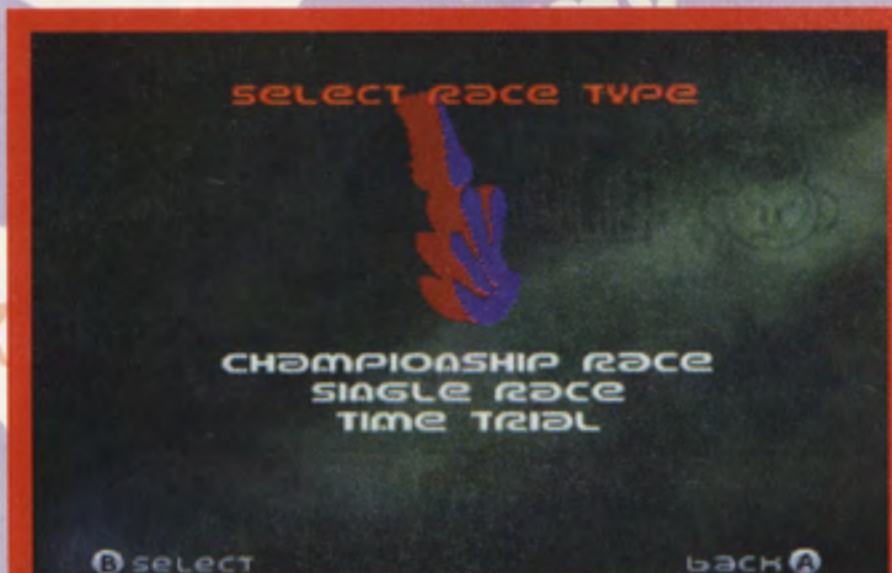 SELECT RACE TYPE
CHAMPIONSHIP RACE
SINGLE RACE
TIME TRIAL
B SELECT
BACK A